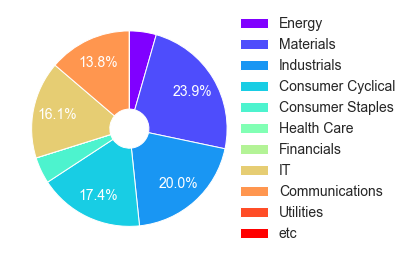 13.8%
23.9%
16.1%
20.0%
17.4%
Energy
Materials
Industrials
Consumer Cyclical
Consumer Staples
Health Care
Financials
IT
Communications
Utilities
etc